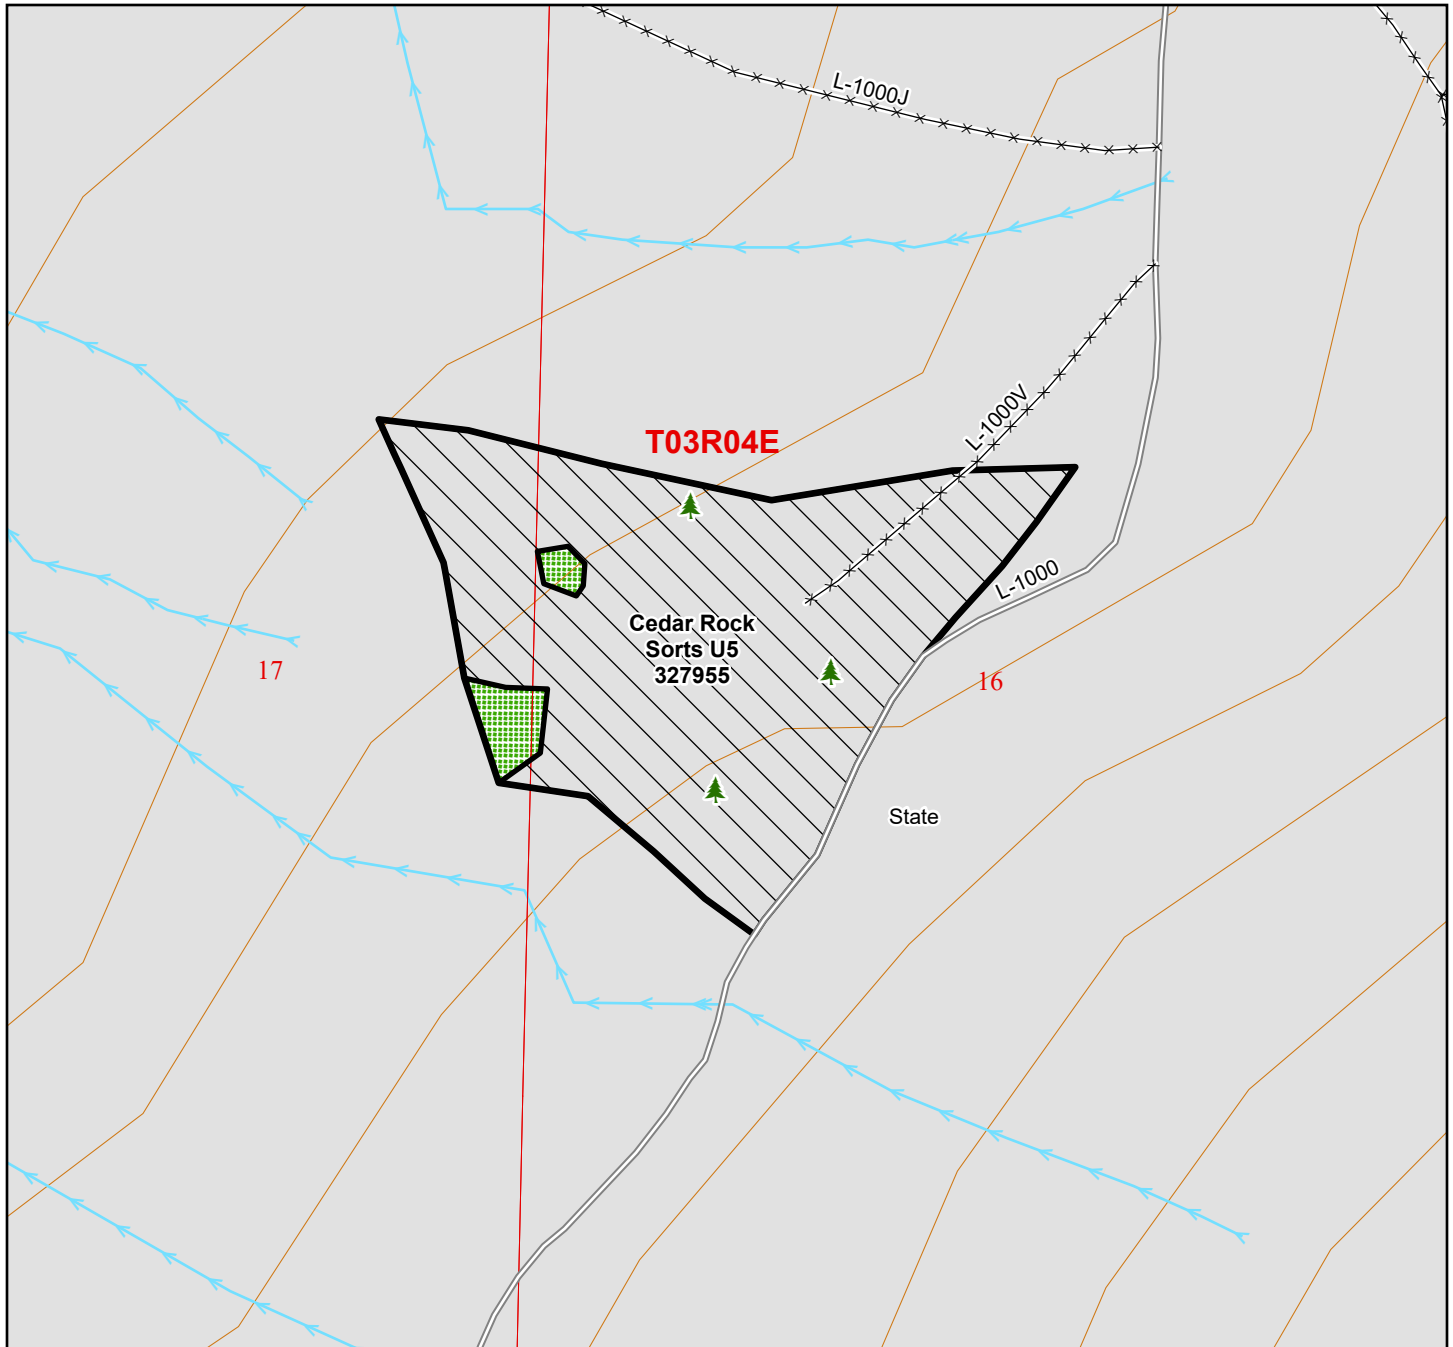 L-1000J
L-1000V
T03R04E
L-1000
Cedar Rock
Sorts U5
327955
17
16
State